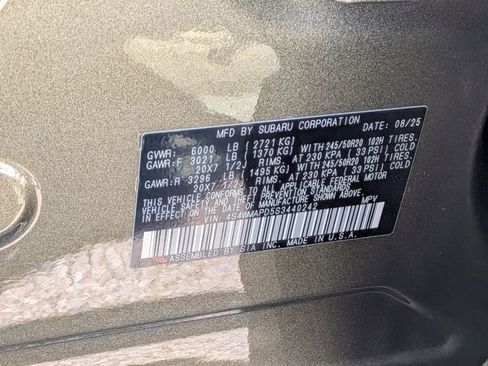 MFD BY SUBARU CORPORATION DATE: 08/25
GVWR: 6000 LB ( 2721 KG)
GAWR:F 3021 LB ( 1370 KG) WITH 245/50R20 102H TIRES.
20X7 1/2J RIMS. AT 230 KPA ( 33 PSI) COLD
GAWR:R 3296 LB ( 1495 KG) WITH 245/50R20 102H TIRES.
20X7 1/2J RIMS. AT 230 KPA ( 33 PSI) COLD
THIS VEHICLE CONFORMS TO ALL APPLICABLE FEDERAL MOTOR
VEHICLE SAFETY, BUMPER, AND THEFT PREVENTION STANDARDS
IN EFFECT ON THE DATE OF MANUFACTURE SHOWN ABOVE.
4S4WMAPD5S3440242 MPV
ASSEMBLED BY SIA INC. MADE IN U.S.A.